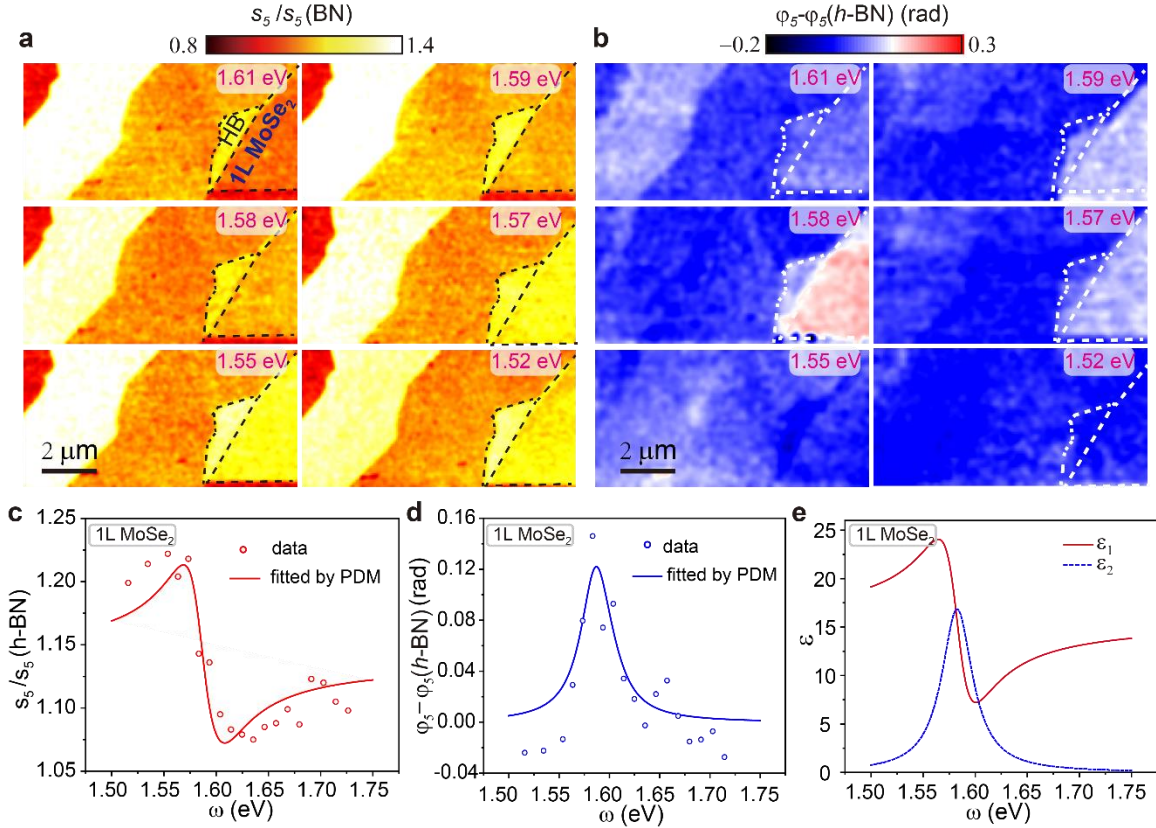 a
s₅ /s₅ (BN)
0.8
1.4
1.61 eV
HB
1L MoSe₂
1.59 eV
1.58 eV
1.57 eV
1.55 eV
1.52 eV
2 μm
b
φ₅-φ₅(h-BN) (rad)
−0.2
0.3
1.61 eV
1.59 eV
1.58 eV
1.57 eV
1.55 eV
1.52 eV
2 μm
c
1L MoSe₂
data
fitted by PDM
s₅ /s₅ (h-BN)
1.25
1.20
1.15
1.10
1.05
1.50 1.55 1.60 1.65 1.70 1.75
ω (eV)
d
1L MoSe₂
data
fitted by PDM
φ₅−φ₅(h-BN) (rad)
0.16
0.12
0.08
0.04
0.00
-0.04
1.50 1.55 1.60 1.65 1.70 1.75
ω (eV)
e
1L MoSe₂
ε₁
ε₂
ε
25
20
15
10
5
0
1.50 1.55 1.60 1.65 1.70 1.75
ω (eV)